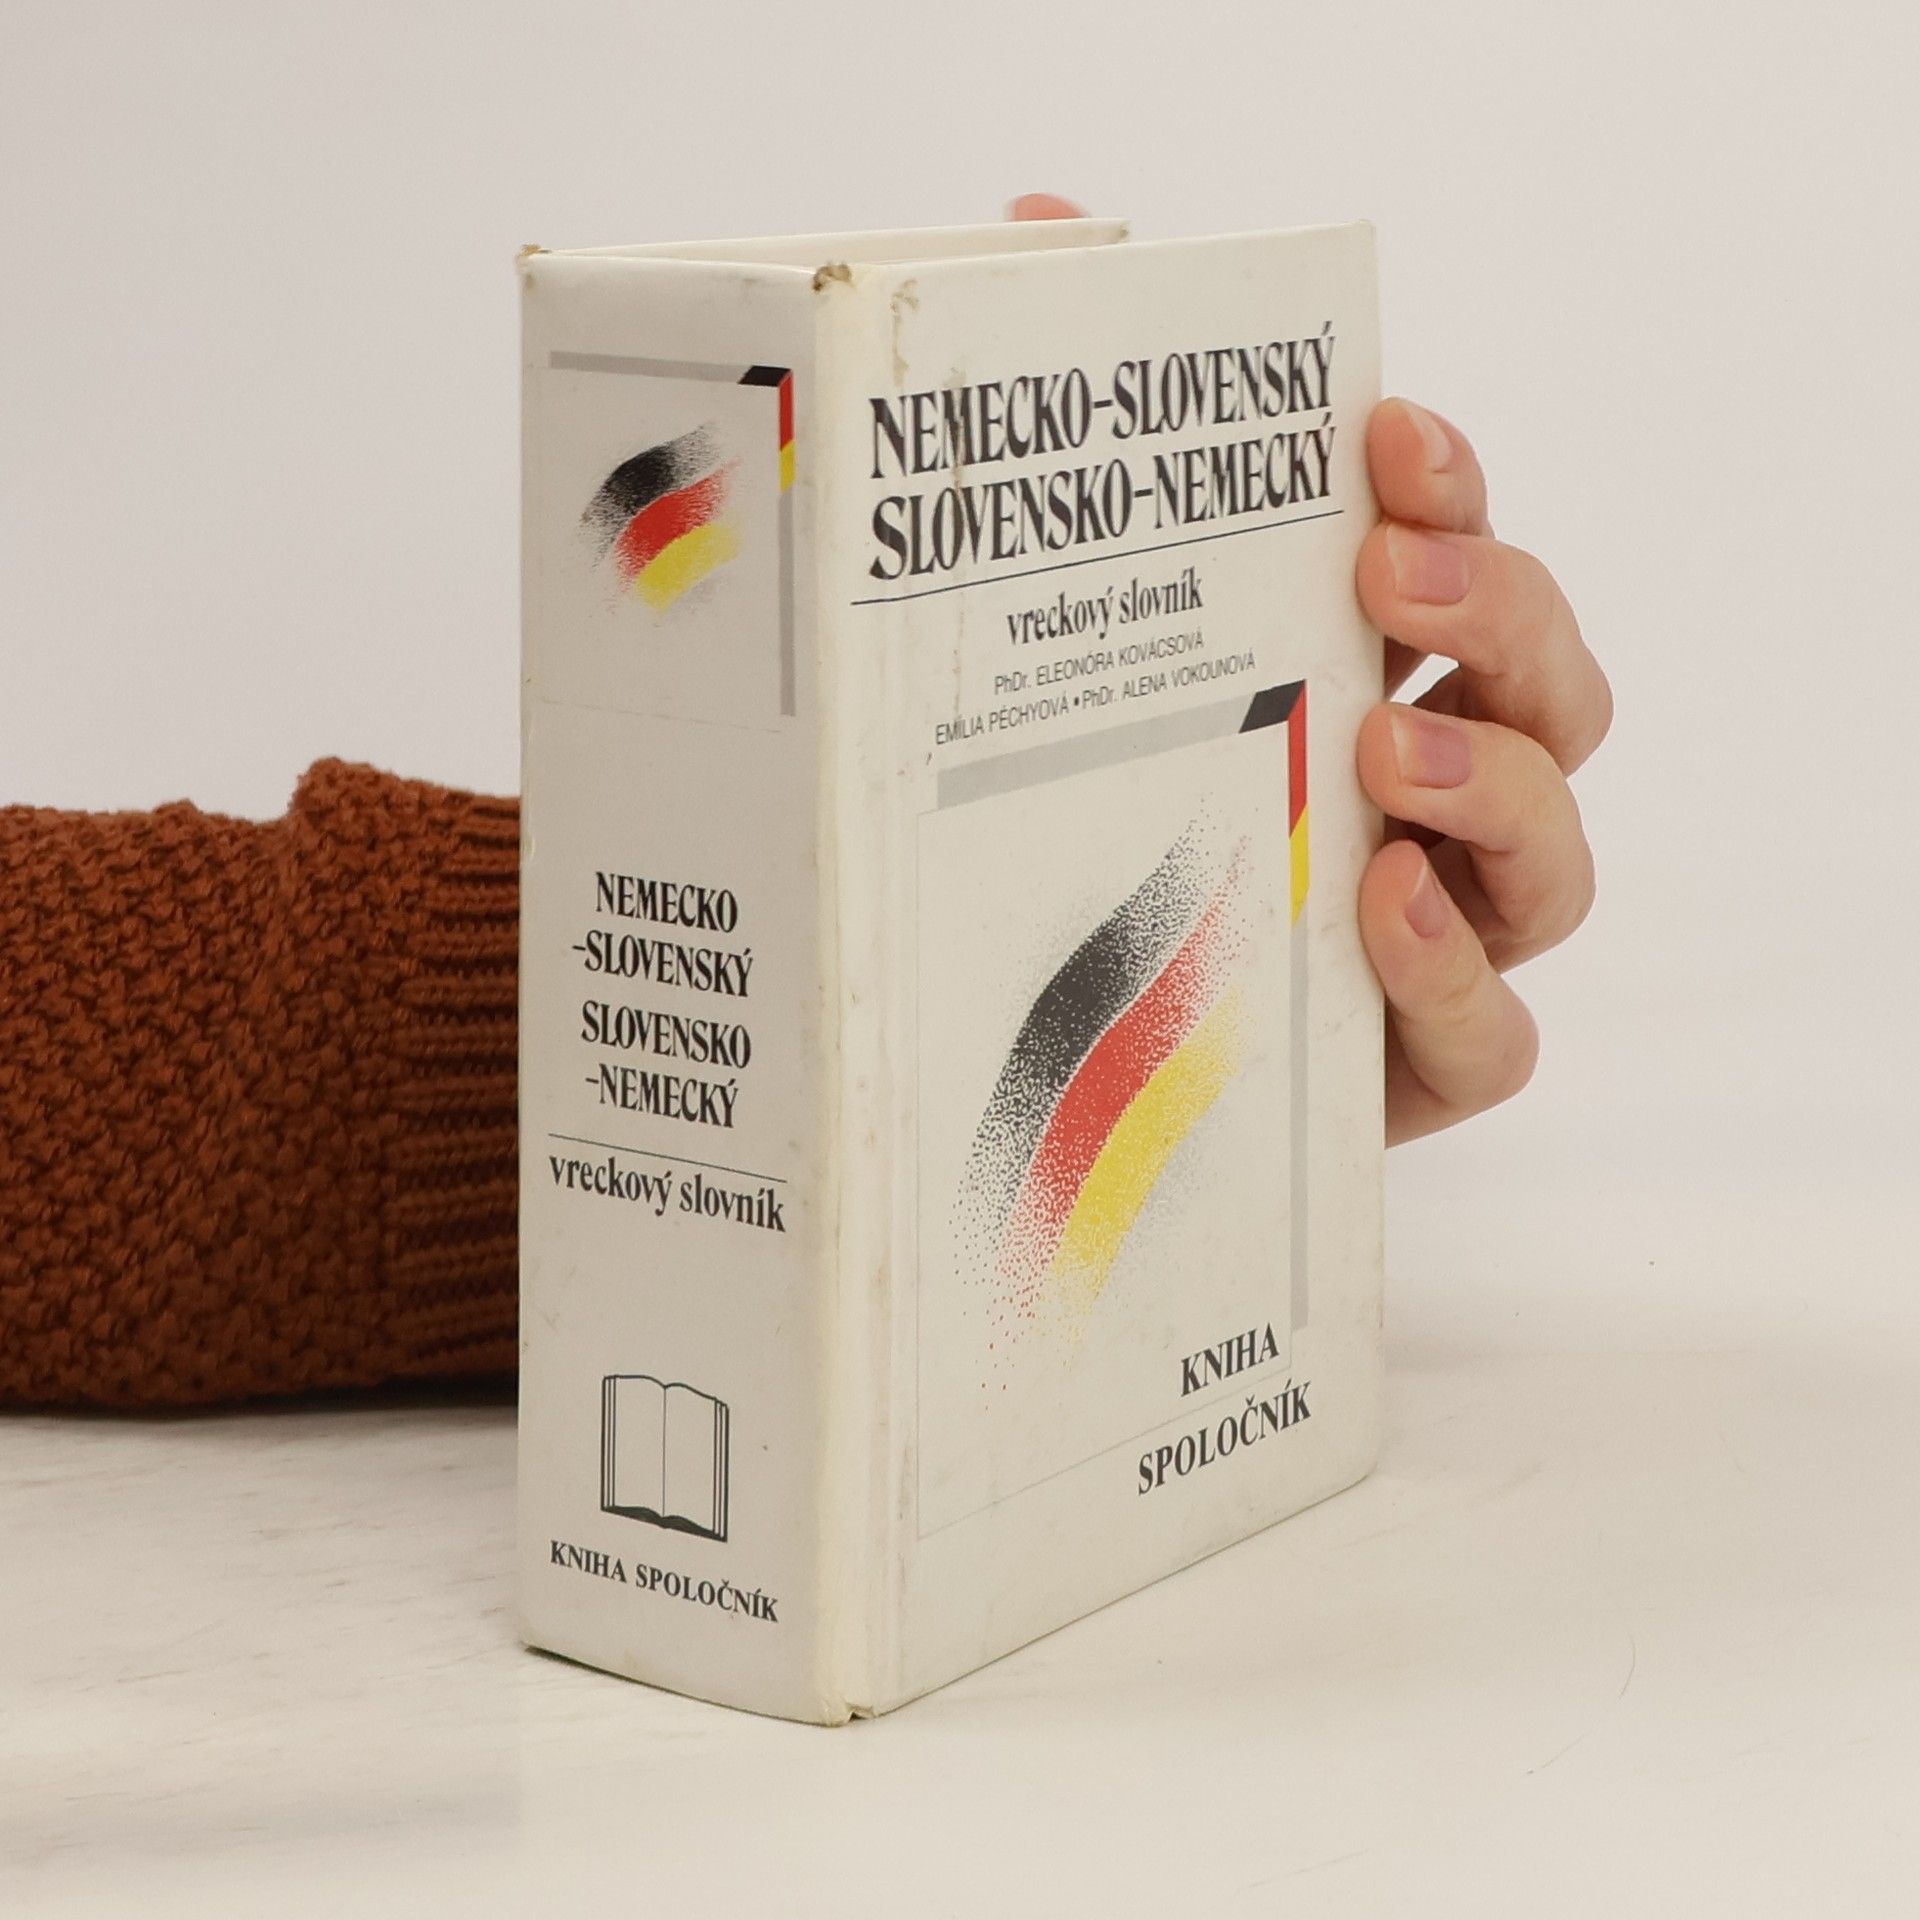 NEMECKO-SLOVENSKÝ
SLOVENSKO-NEMECKÝ
vreckový slovník
PhDr. ELEONÓRA KOVÁCSOVÁ
EMÍLIA PÉCHYOVÁ • PhDr. ALENA VOKOUNOVÁ
KNIHA
SPOLOČNÍK
NEMECKO
-SLOVENSKÝ
SLOVENSKO
-NEMECKÝ
vreckový slovník
KNIHA SPOLOČNÍK